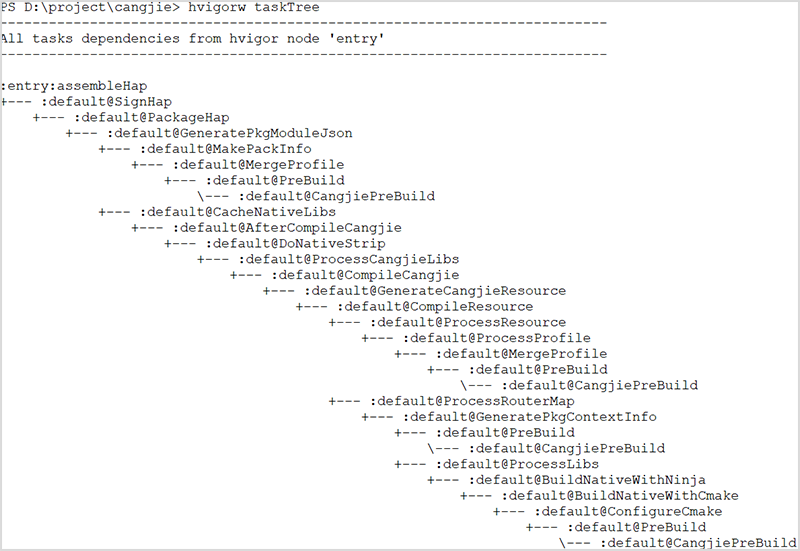 PS D:\project\cangjie> hvigorw taskTree
--------------------------------------------------------------------------
All tasks dependencies from hvigor node 'entry'
--------------------------------------------------------------------------
:entry:assembleHap
+--- :default@SignHap
    +--- :default@PackageHap
        +--- :default@GeneratePkgModuleJson
            +--- :default@MakePackInfo
                +--- :default@MergeProfile
                    +--- :default@PreBuild
                        \--- :default@CangjiePreBuild
            +--- :default@CacheNativeLibs
                +--- :default@AfterCompileCangjie
                    +--- :default@DoNativeStrip
                        +--- :default@ProcessCangjieLibs
                            +--- :default@CompileCangjie
                                +--- :default@GenerateCangjieResource
                                    +--- :default@CompileResource
                                        +--- :default@ProcessResource
                                            +--- :default@ProcessProfile
                                                +--- :default@MergeProfile
                                                    +--- :default@PreBuild
                                                        \--- :default@CangjiePreBuild
                                        +--- :default@ProcessRouterMap
                                            +--- :default@GeneratePkgContextInfo
                                                +--- :default@PreBuild
                                                    \--- :default@CangjiePreBuild
                                                +--- :default@ProcessLibs
                                                    +--- :default@BuildNativeWithNinja
                                                        +--- :default@BuildNativeWithCmake
                                                            +--- :default@ConfigureCmake
                                                                +--- :default@PreBuild
                                                                    \--- :default@CangjiePreBuild